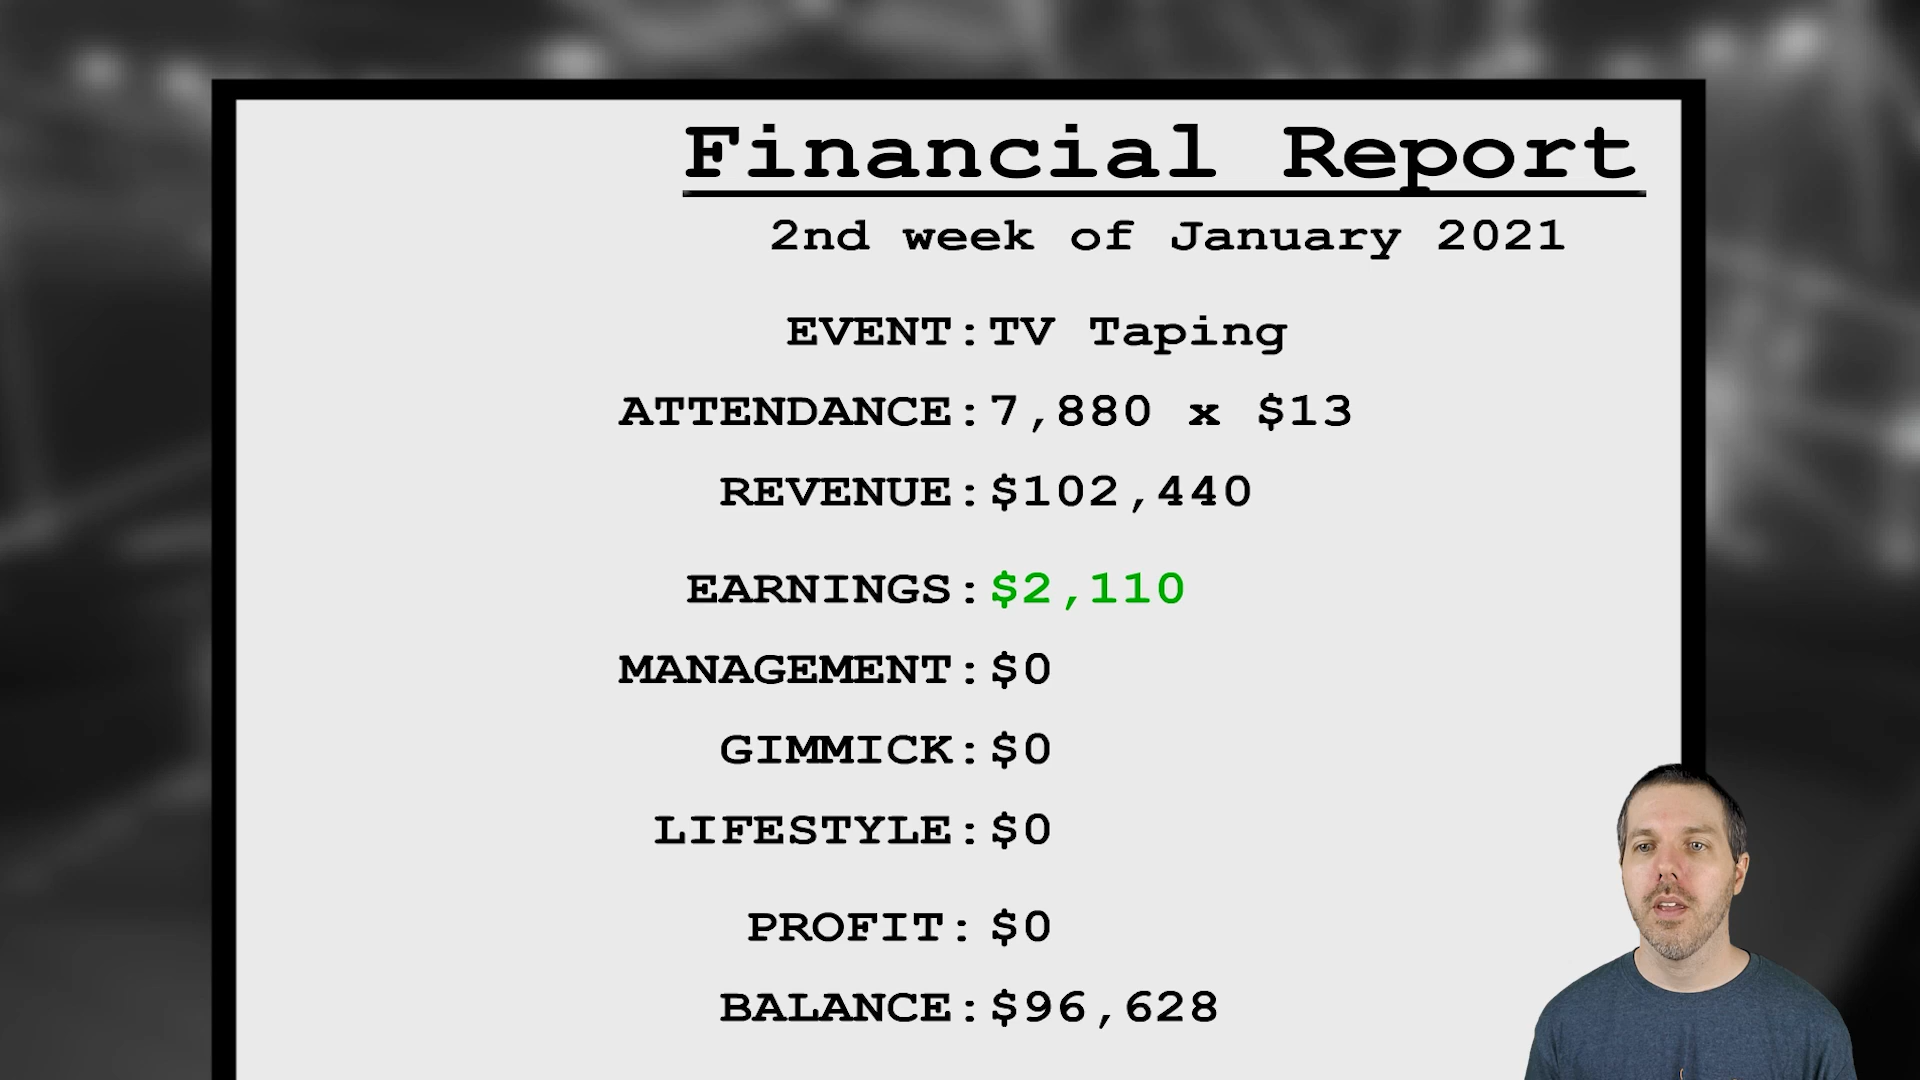 Financial Report
2nd week of January 2021
EVENT: TV Taping
ATTENDANCE: 7,880 x $13
REVENUE: $102,440
EARNINGS: $2,110
MANAGEMENT: $0
GIMMICK: $0
LIFESTYLE: $0
PROFIT: $0
BALANCE: $96,628